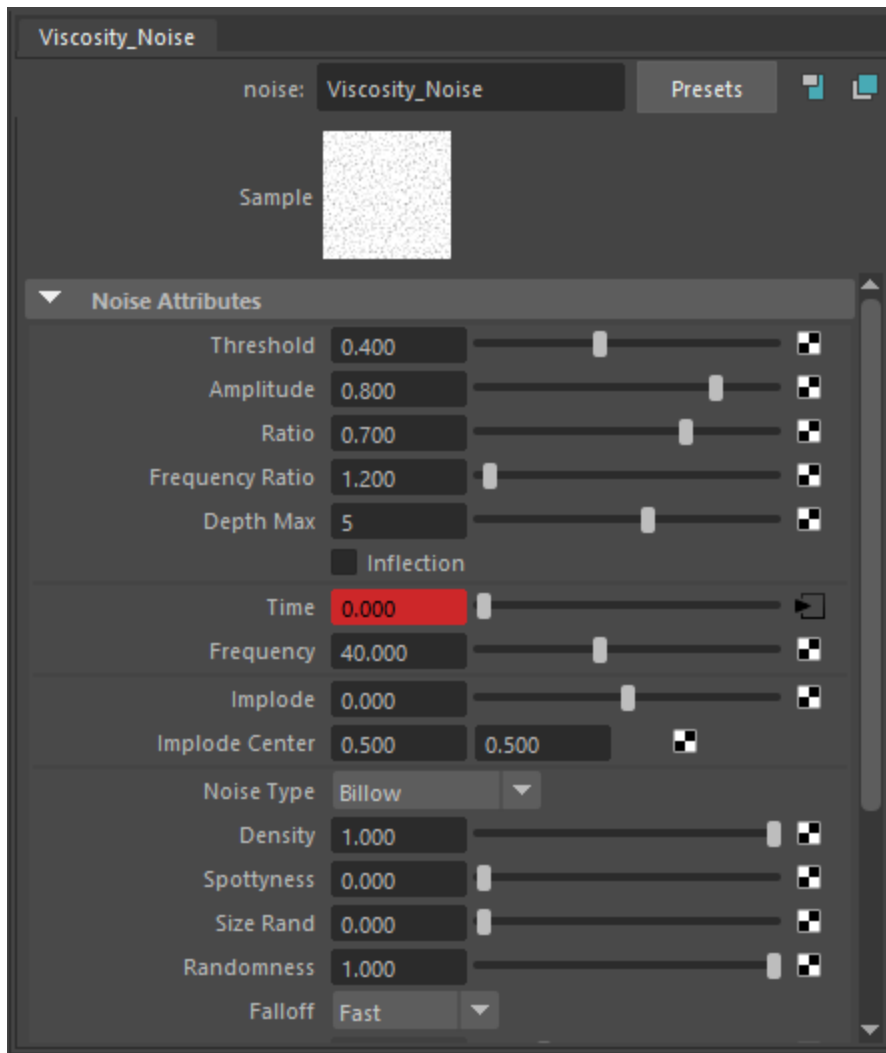 Viscosity_Noise
noise: Viscosity_Noise Presets
Sample
Noise Attributes
Threshold 0.400
Amplitude 0.800
Ratio 0.700
Frequency Ratio 1.200
Depth Max 5
Inflection
Time 0.000
Frequency 40.000
Implode 0.000
Implode Center 0.500 0.500
Noise Type Billow
Density 1.000
Spottyness 0.000
Size Rand 0.000
Randomness 1.000
Falloff Fast